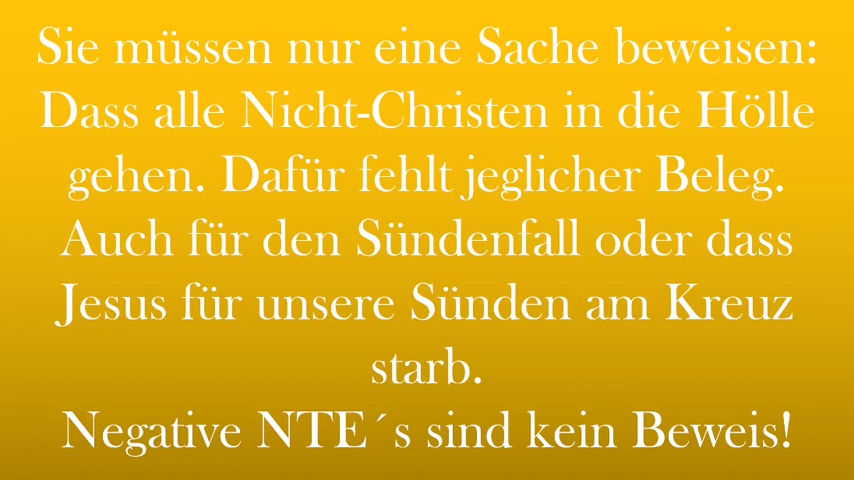 Sie müssen nur eine Sache beweisen:
Dass alle Nicht-Christen in die Hölle
gehen. Dafür fehlt jeglicher Beleg.
Auch für den Sündenfall oder dass
Jesus für unsere Sünden am Kreuz
starb.
Negative NTE´s sind kein Beweis!